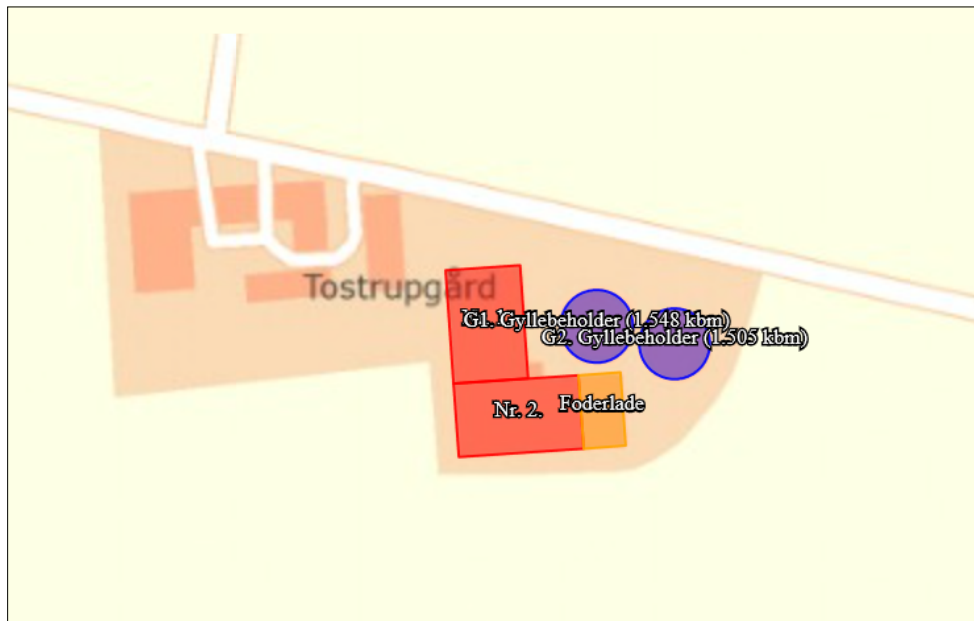 Tostrupgård
G1. Gyllebeholder (1.548 kbm)
G2. Gyllebeholder (1.505 kbm)
Nr. 2.
Foderlade